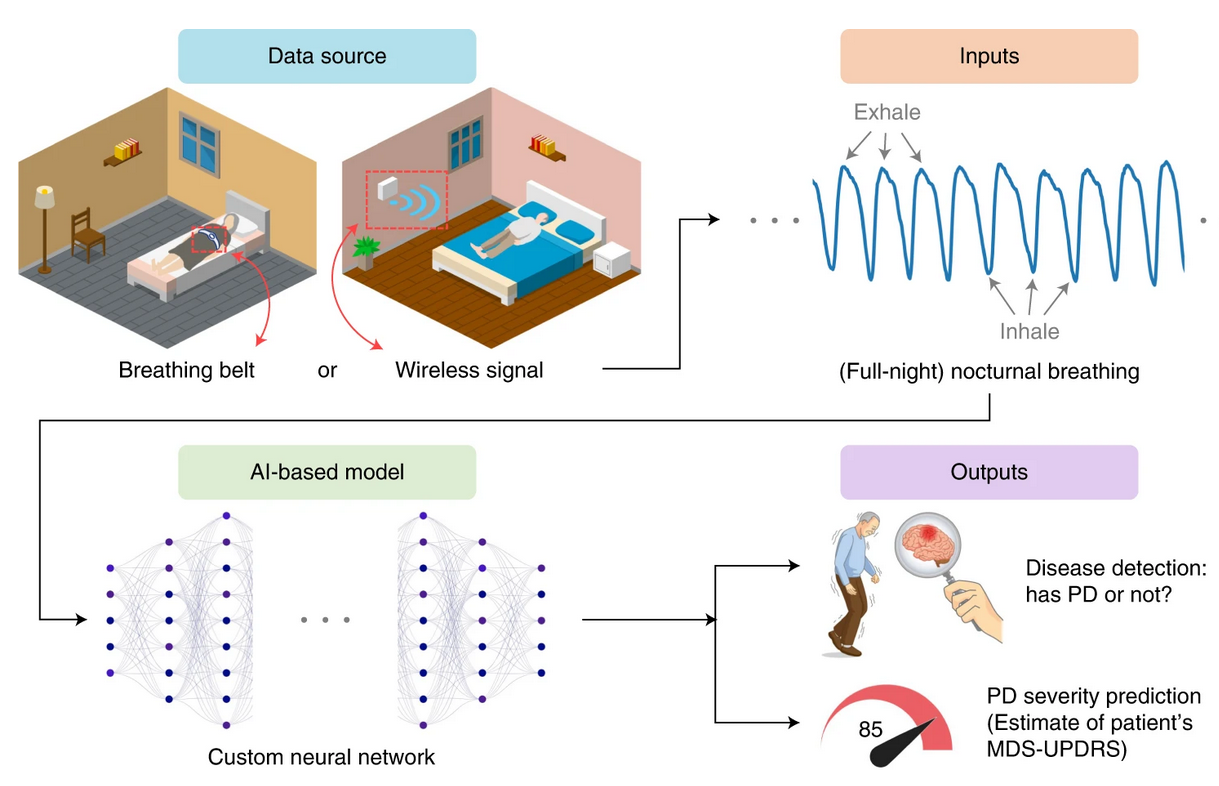 Data source
Inputs
Exhale
Inhale
Breathing belt
or
Wireless signal
(Full-night) nocturnal breathing
AI-based model
Outputs
Disease detection:
has PD or not?
85
PD severity prediction
(Estimate of patient’s
MDS-UPDRS)
Custom neural network